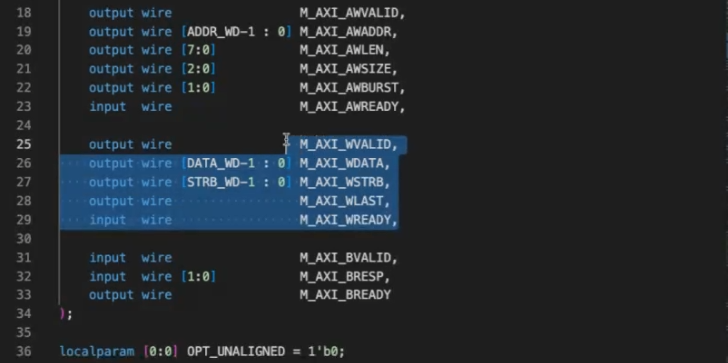 18 output wire M_AXI_AWVALID,
19 output wire [ADDR_WD-1 : 0] M_AXI_AWADDR,
20 output wire [7:0] M_AXI_AWLEN,
21 output wire [2:0] M_AXI_AWSIZE,
22 output wire [1:0] M_AXI_AWBURST,
23 input wire M_AXI_AWREADY,
24
25 output wire M_AXI_WVALID,
26 output wire [DATA_WD-1 : 0] M_AXI_WDATA,
27 output wire [STRB_WD-1 : 0] M_AXI_WSTRB,
28 output wire M_AXI_WLAST,
29 input wire M_AXI_WREADY,
30
31 input wire M_AXI_BVALID,
32 input wire [1:0] M_AXI_BRESP,
33 output wire M_AXI_BREADY
34 );
35
36 localparam [0:0] OPT_UNALIGNED = 1'b0;